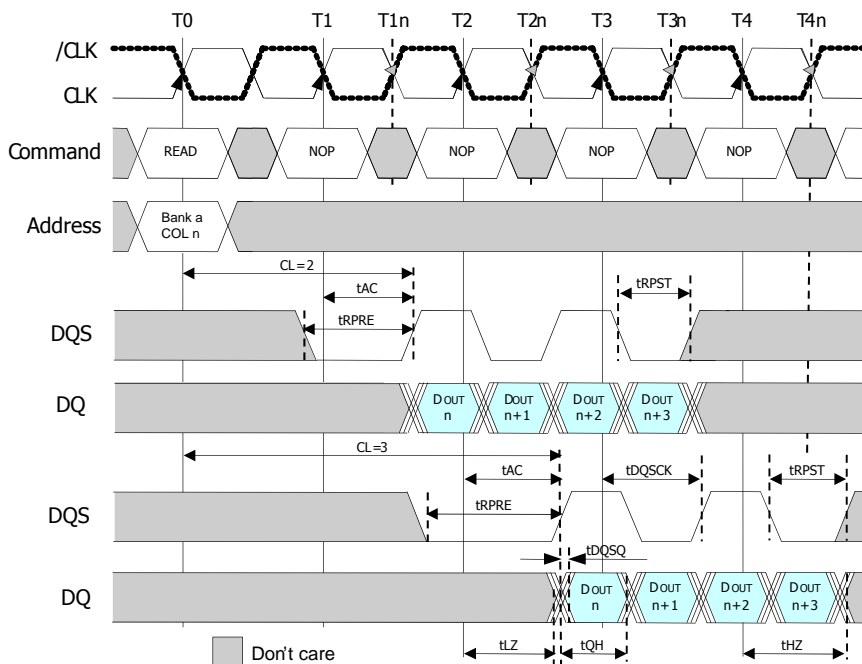 T0 T1 T1n T2 T2n T3 T3n T4 T4n
/CLK
CLK
Command READ NOP NOP NOP NOP
Address Bank a
COL n
CL=2
tAC
tRPRE
tRPST
DQS
DQ DOUT n DOUT n+1 DOUT n+2 DOUT n+3
CL=3
tAC
tDQSCK
tRPST
tRPRE
DQS
tDQSQ
DQ DOUT n DOUT n+1 DOUT n+2 DOUT n+3
tLZ tQH tHZ
Don't care